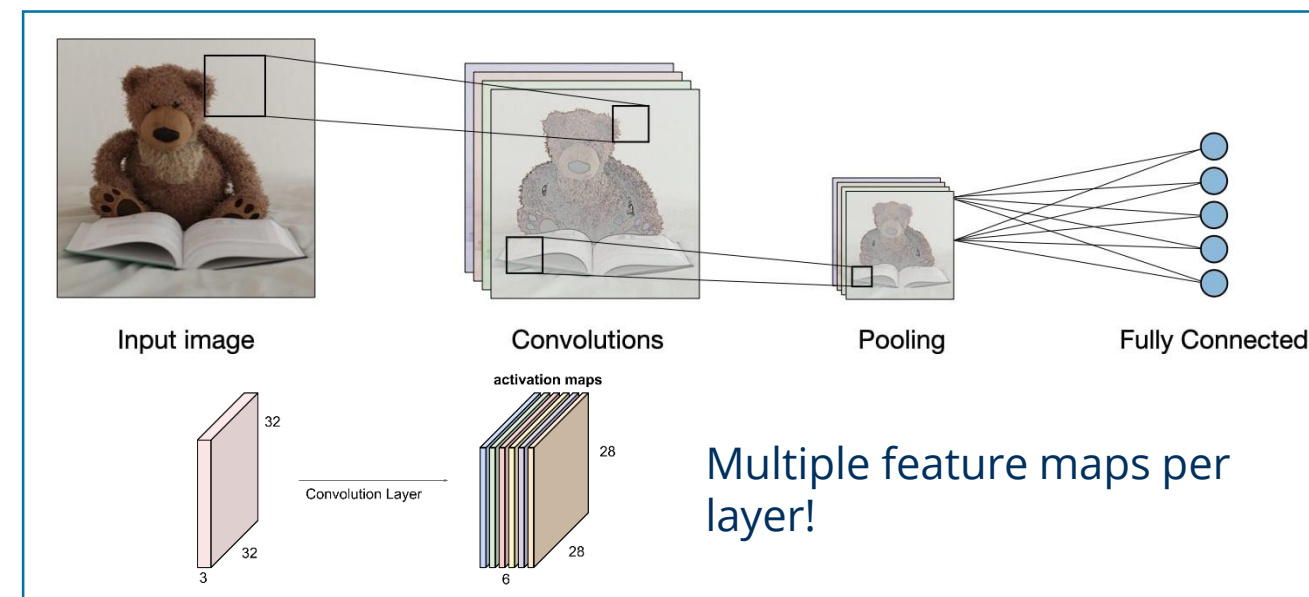 Input image
Convolutions
Pooling
Fully Connected
activation maps
32
32
3
Convolution Layer
28
28
6
Multiple feature maps per
layer!